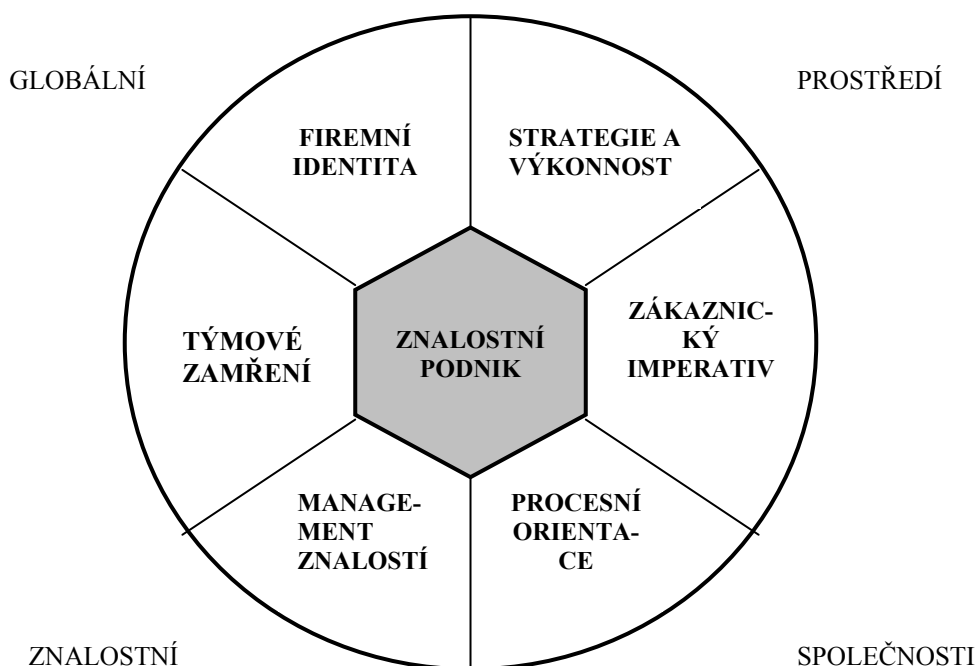 GLOBÁLNÍ
PROSTŘEDÍ
FIREMNÍ
IDENTITA
STRATEGIE A
VÝKONNOST
TÝMOVÉ
ZAMŘENÍ
ZNALOSTNÍ
PODNIK
ZÁKAZNIC-
KÝ
IMPERATIV
MANAGE-
MENT
ZNALOSTÍ
PROCESNÍ
ORIENTA-
CE
ZNALOSTNÍ
SPOLEČNOSTI